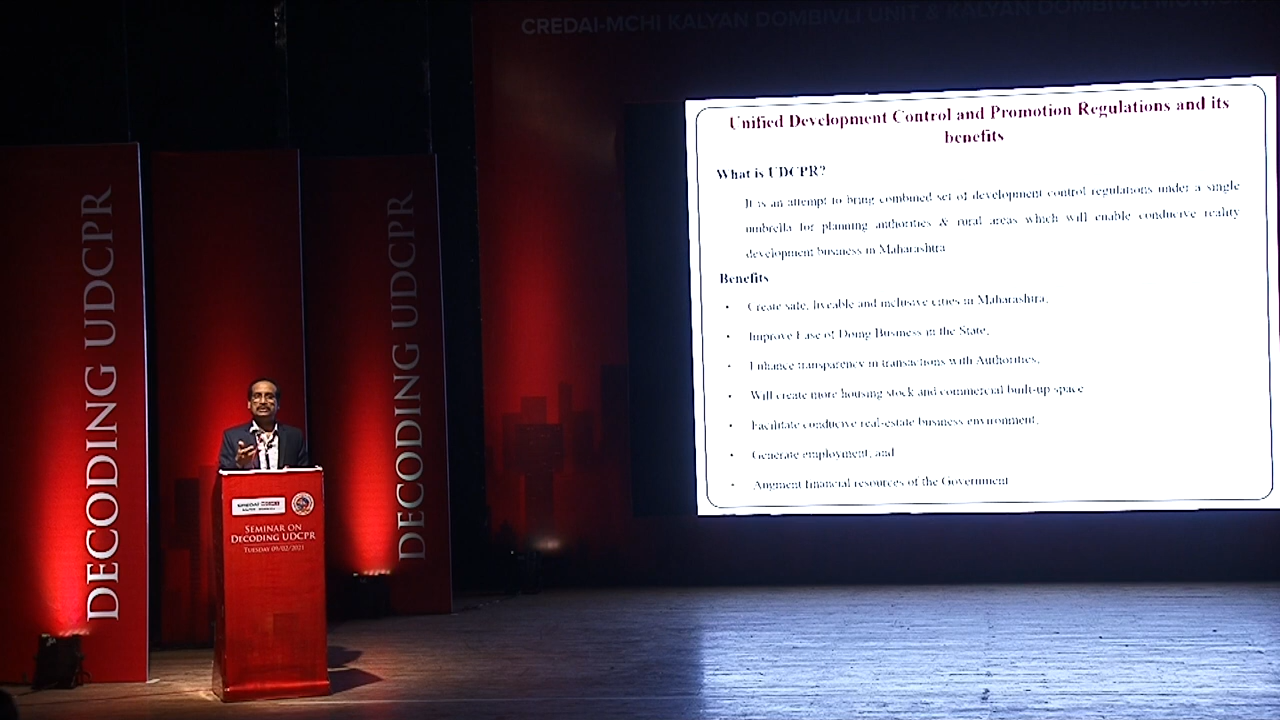 CREDAI-MCHI KALYAN DOMBIVLI UNIT & KALYAN DOMBIVLI
Unified Development Control and Promotion Regulations and its
benefits
What is UDCPR?
It is an attempt to bring combined set of development control regulations under a single
umbrella for planning authorities & rural areas which will enable conducive reality
development business in Maharashtra
Benefits
• Create safe, liveable and inclusive cities in Maharashtra,
• Improve Ease of Doing Business in the State,
• Enhance transparency in transactions with Authorities,
• Will create more housing stock and commercial built-up space
• Facilitate conducive real-estate business environment,
• Generate employment, and
• Augment financial resources of the Government
DECODING UDCPR
DECODING UDCPR
CREDAI MCHI
SEMINAR ON
DECODING UDCPR
TUESDAY 09/02/2021